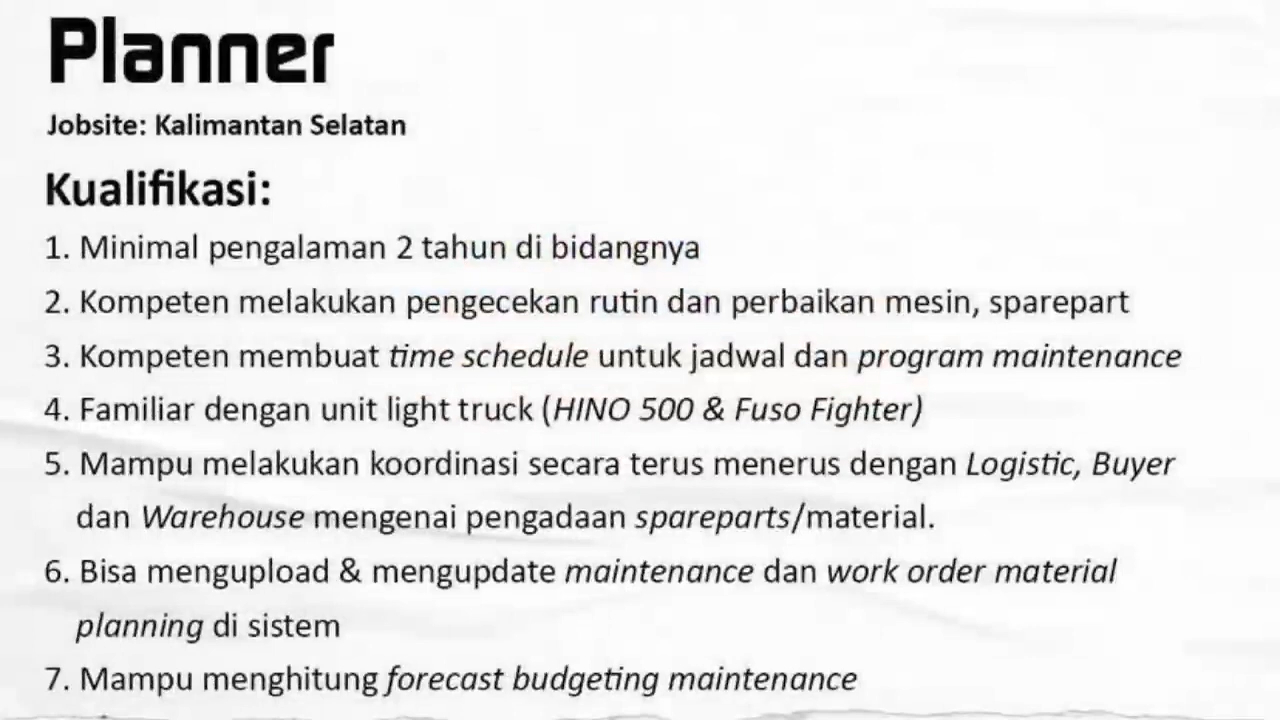 Planner
Jobsite: Kalimantan Selatan
Kualifikasi:
1. Minimal pengalaman 2 tahun di bidangnya
2. Kompeten melakukan pengecekan rutin dan perbaikan mesin, sparepart
3. Kompeten membuat time schedule untuk jadwal dan program maintenance
4. Familiar dengan unit light truck (HINO 500 & Fuso Fighter)
5. Mampu melakukan koordinasi secara terus menerus dengan Logistic, Buyer
dan Warehouse mengenai pengadaan spareparts/material.
6. Bisa mengupload & mengupdate maintenance dan work order material
planning di sistem
7. Mampu menghitung forecast budgeting maintenance